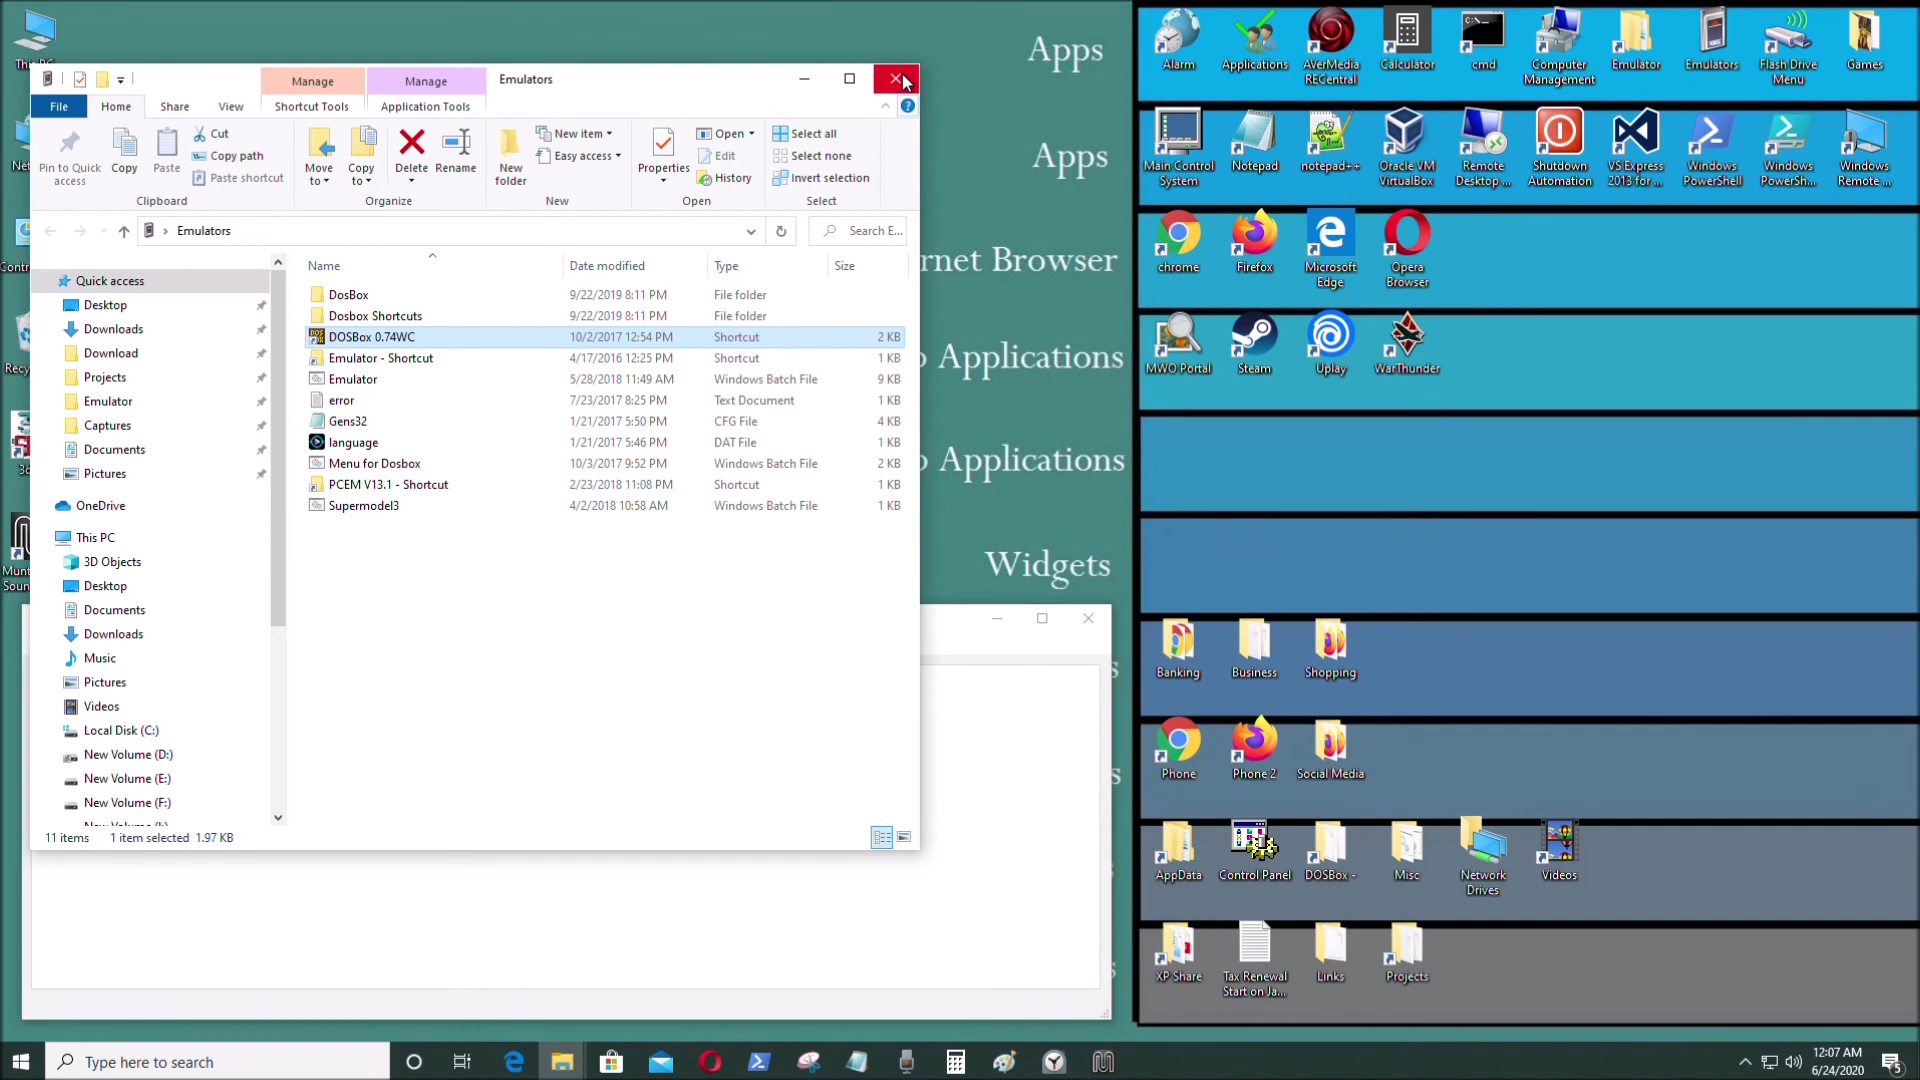 Manage
Manage
Emulators
File
Home
Share
View
Shortcut Tools
Application Tools
Pin to Quick
access
Copy
Paste
Cut
Copy path
Paste shortcut
Clipboard
Move
to
Copy
to
Delete
Rename
Organize
New
folder
New item
Easy access
New
Properties
Open
Edit
History
Open
Select all
Select none
Invert selection
Select
Emulators
Search E...
Name
Date modified
Type
Size
DosBox 9/22/2019 8:11 PM File folder
Dosbox Shortcuts 9/22/2019 8:11 PM File folder
DOSBox 0.74WC 10/2/2017 12:54 PM Shortcut 2 KB
Emulator - Shortcut 4/17/2016 12:25 PM Shortcut 1 KB
Emulator 5/28/2018 11:49 AM Windows Batch File 9 KB
error 7/23/2017 8:25 PM Text Document 1 KB
Gens32 1/21/2017 5:50 PM CFG File 4 KB
language 1/21/2017 5:46 PM DAT File 1 KB
Menu for Dosbox 10/3/2017 9:52 PM Windows Batch File 2 KB
PCEM V13.1 - Shortcut 2/23/2018 11:08 PM Shortcut 1 KB
Supermodel3 4/2/2018 10:58 AM Windows Batch File 1 KB
Quick access
Desktop
Downloads
Download
Projects
Emulator
Captures
Documents
Pictures
OneDrive
This PC
3D Objects
Desktop
Documents
Downloads
Music
Pictures
Videos
Local Disk (C:)
New Volume (D:)
New Volume (E:)
New Volume (F:)
11 items 1 item selected 1.97 KB
Apps
Apps
rnet Browser
Applications
Applications
Widgets
Alarm
Applications
AVerMedia
RECentral
Calculator
cmd
Computer
Management
Emulator
Emulators
Flash Drive
Menu
Games
Main Control
System
Notepad
notepad++
Oracle VM
VirtualBox
Remote
Desktop ...
Shutdown
Automation
VS Express
2013 for ...
Windows
PowerShell
Windows
PowerSh...
Windows
Remote ...
chrome
Firefox
Microsoft
Edge
Opera
Browser
MWO Portal
Steam
Uplay
WarThunder
Banking
Business
Shopping
Phone
Phone 2
Social Media
AppData
Control Panel
DOSBox -
Misc
Network
Drives
Videos
XP Share
Tax Renewal
Start on Ja...
Links
Projects
Type here to search
12:07 AM
6/24/2020
5